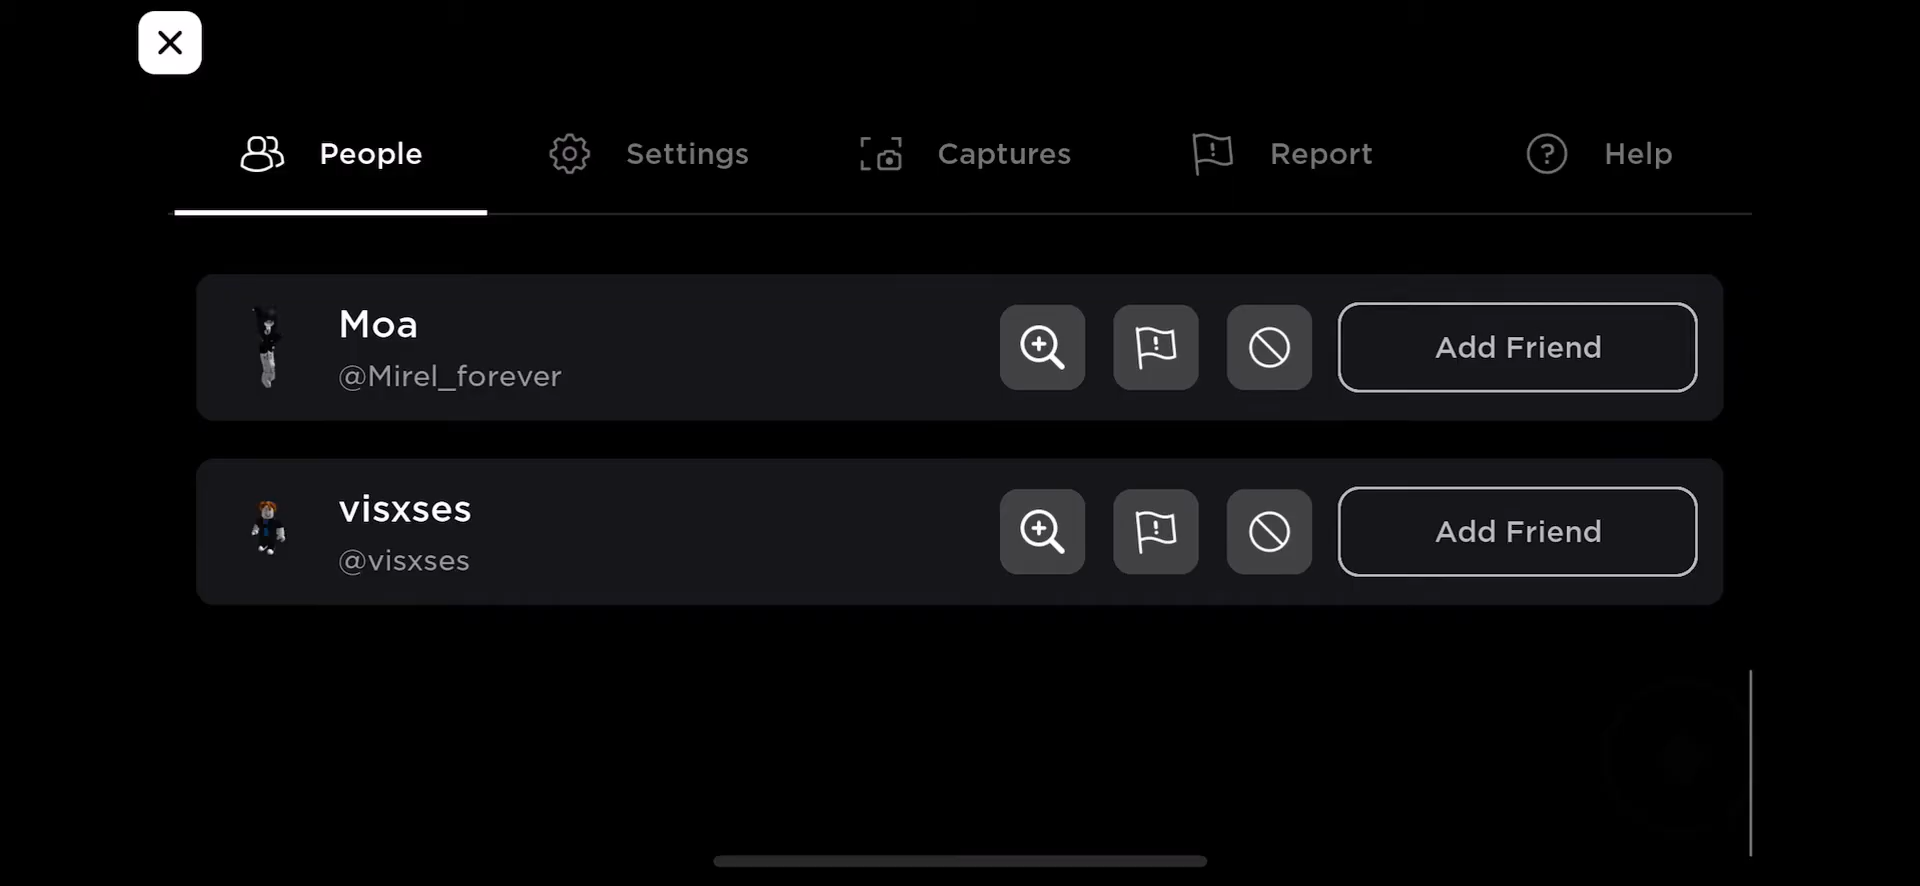 People
Settings
Captures
Report
Help
Moa
@Mirel_forever
Add Friend
visxses
@visxses
Add Friend